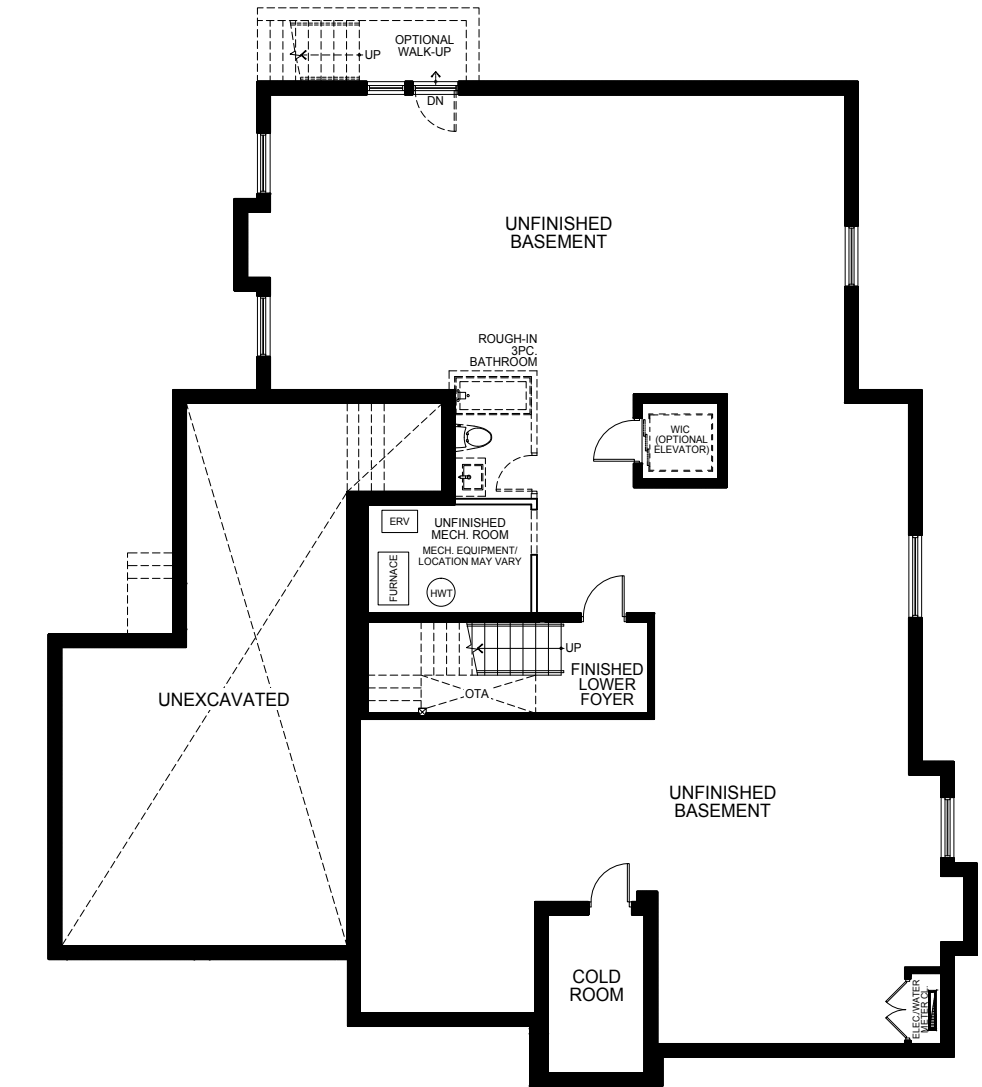 OPTIONAL
WALK-UP
UP
DN
UNFINISHED
BASEMENT
ROUGH-IN
3PC.
BATHROOM
WIC
(OPTIONAL
ELEVATOR)
ERV
UNFINISHED
MECH. ROOM
MECH. EQUIPMENT/
LOCATION MAY VARY
FURNACE
HWT
UP
FINISHED
LOWER
FOYER
OTA
UNEXCAVATED
UNFINISHED
BASEMENT
COLD
ROOM
ELEC./WATER
METER CL.